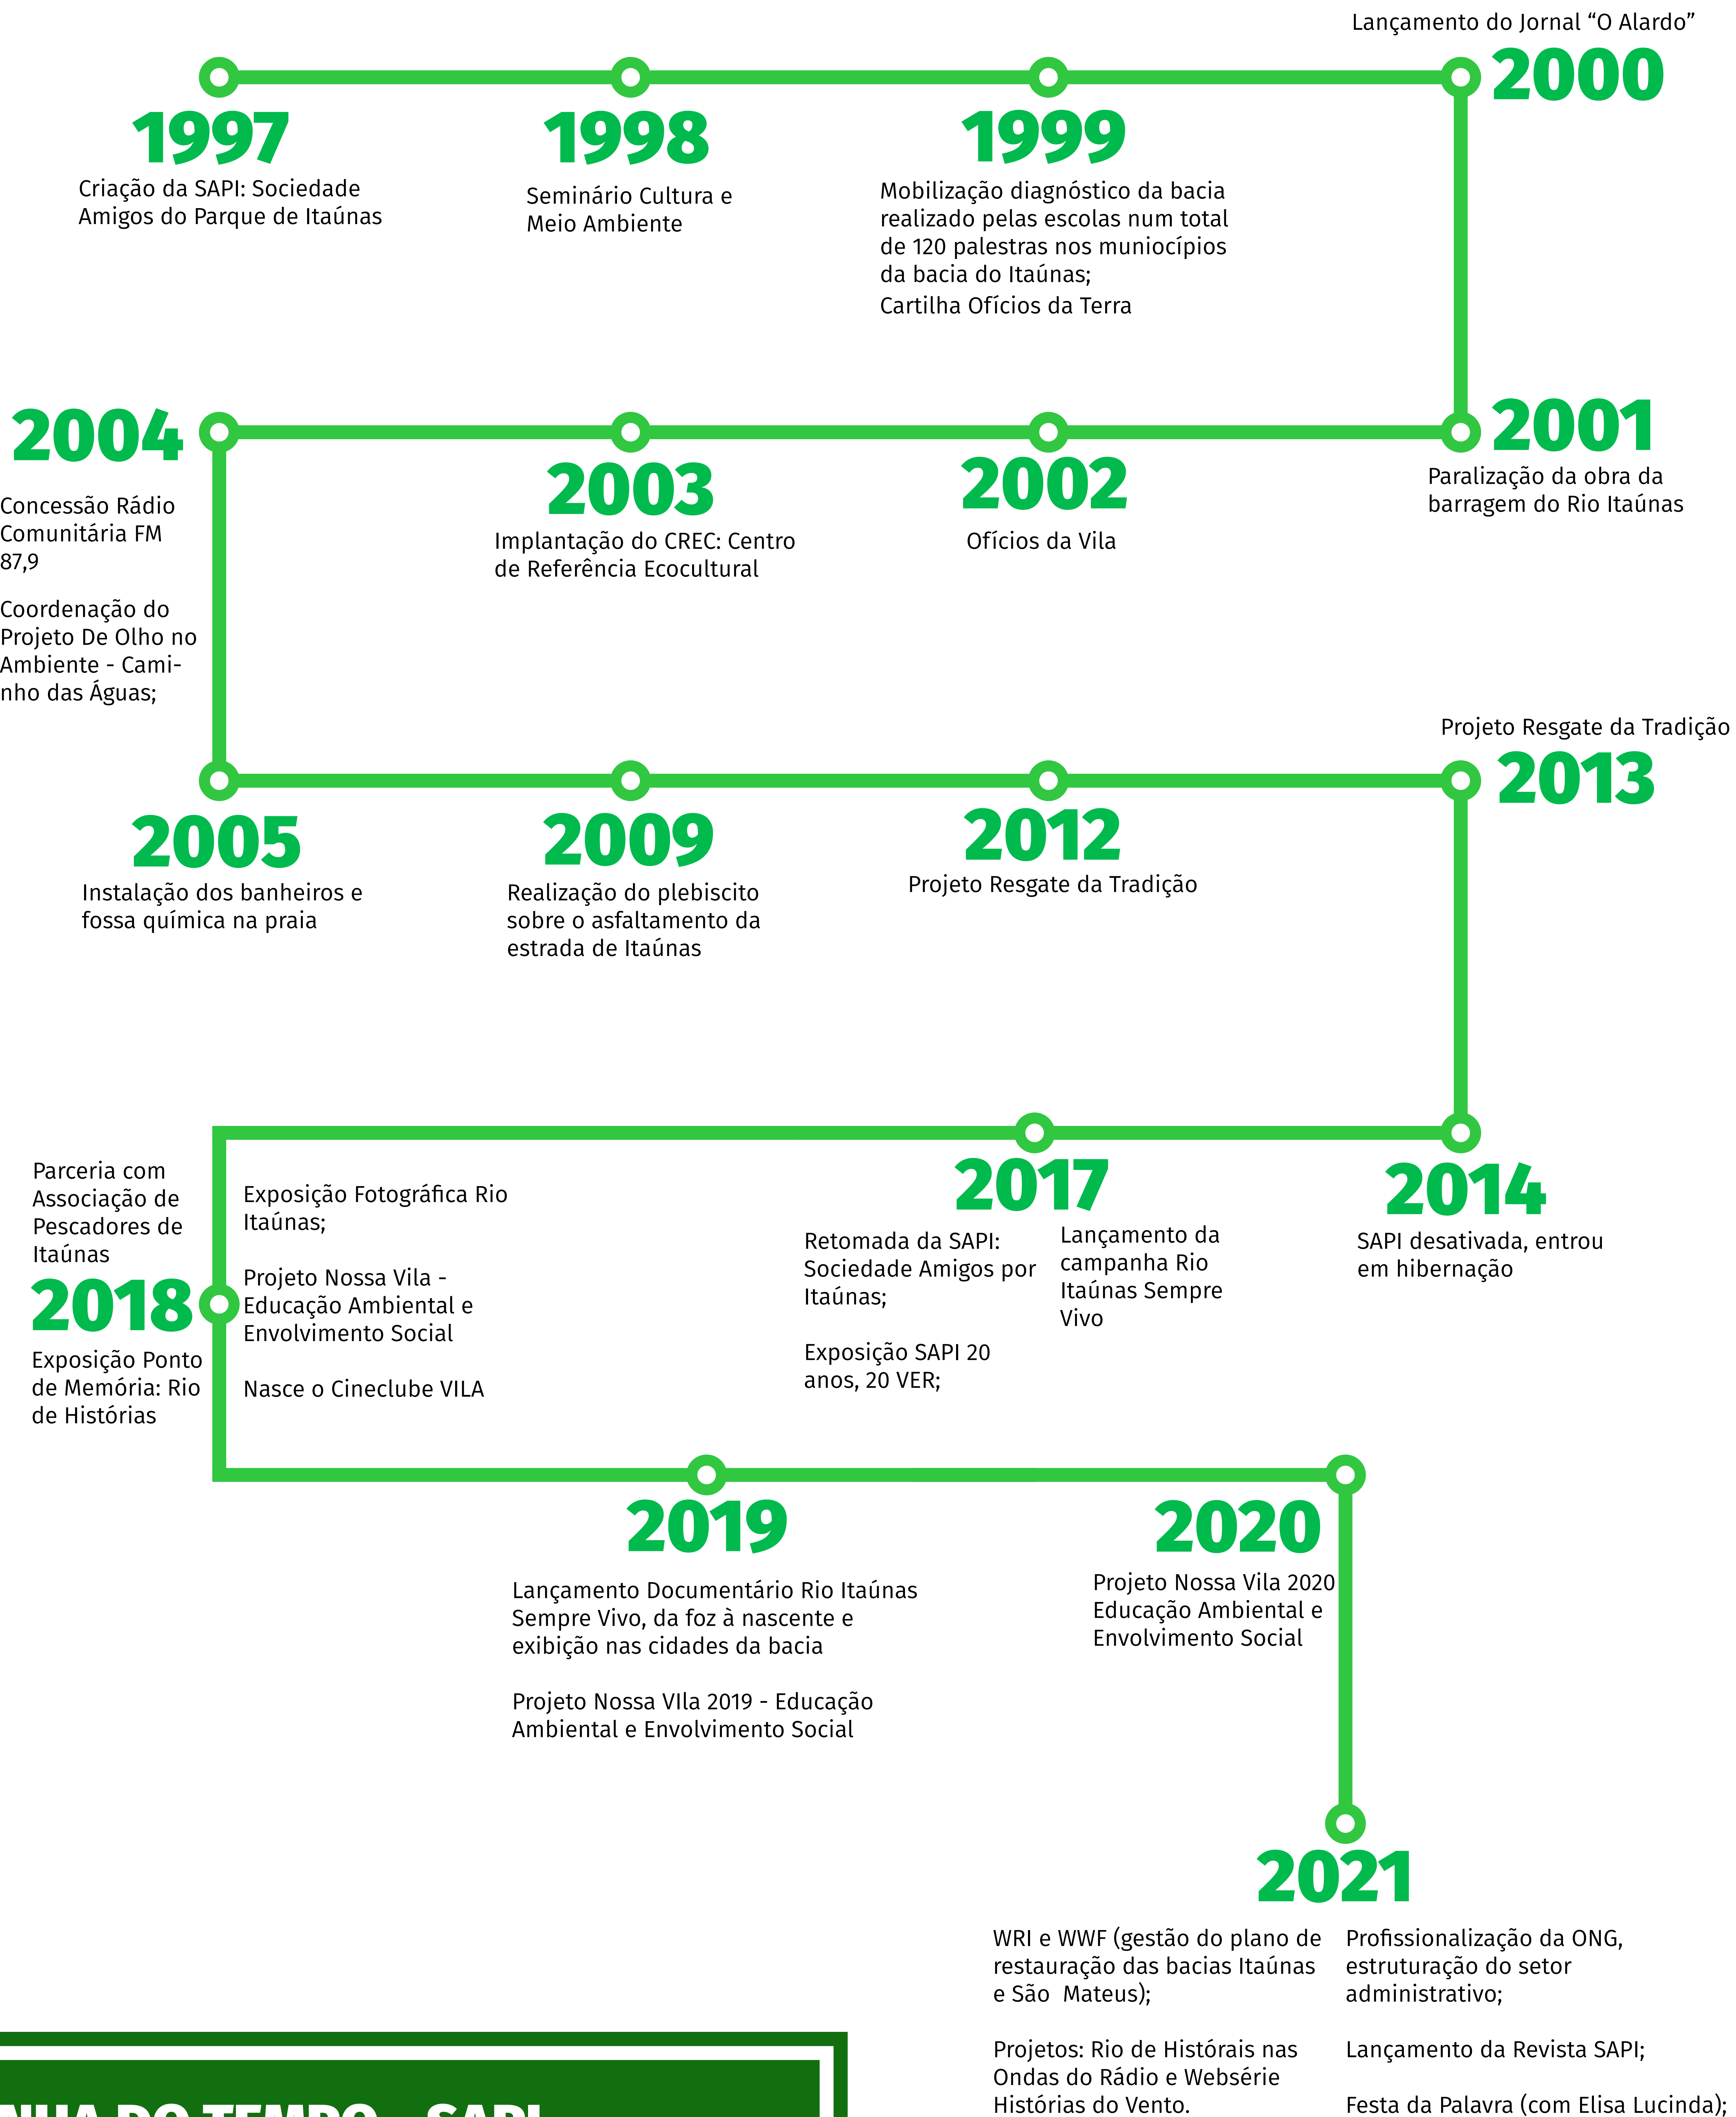 Lançamento do Jornal “O Alardo”
2000
1997
Criação da SAPI: Sociedade
Amigos do Parque de Itaúnas
1998
Seminário Cultura e
Meio Ambiente
1999
Mobilização diagnóstico da bacia
realizado pelas escolas num total
de 120 palestras nos municocípios
da bacia do Itaúnas;
Cartilha Ofícios da Terra
2001
Paralização da obra da
barragem do Rio Itaúnas
2002
Ofícios da Vila
2003
Implantação do CREC: Centro
de Referência Ecocultural
2004
Concessão Rádio
Comunitária FM
87,9
Coordenação do
Projeto De Olho no
Ambiente - Cami-
nho das Águas;
2005
Instalação dos banheiros e
fossa química na praia
2009
Realização do plebiscito
sobre o asfaltamento da
estrada de Itaúnas
2012
Projeto Resgate da Tradição
Projeto Resgate da Tradição
2013
2014
SAPI desativada, entrou
em hibernação
2017
Retomada da SAPI:
Sociedade Amigos por
Itaúnas;
Exposição SAPI 20
anos, 20 VER;
Lançamento da
campanha Rio
Itaúnas Sempre
Vivo
Parceria com
Associação de
Pescadores de
Itaúnas
2018
Exposição Ponto
de Memória: Rio
de Histórias
Exposição Fotográfica Rio
Itaúnas;
Projeto Nossa Vila -
Educação Ambiental e
Envolvimento Social
Nasce o Cineclube VILA
2019
Lançamento Documentário Rio Itaúnas
Sempre Vivo, da foz à nascente e
exibição nas cidades da bacia
Projeto Nossa VIla 2019 - Educação
Ambiental e Envolvimento Social
2020
Projeto Nossa Vila 2020
Educação Ambiental e
Envolvimento Social
2021
WRI e WWF (gestão do plano de
restauração das bacias Itaúnas
e São  Mateus);
Projetos: Rio de Histórais nas
Ondas do Rádio e Websérie
Histórias do Vento.
Profissionalização da ONG,
estruturação do setor
administrativo;
Lançamento da Revista SAPI;
Festa da Palavra (com Elisa Lucinda);
NHA DO TEMPO - SAPI